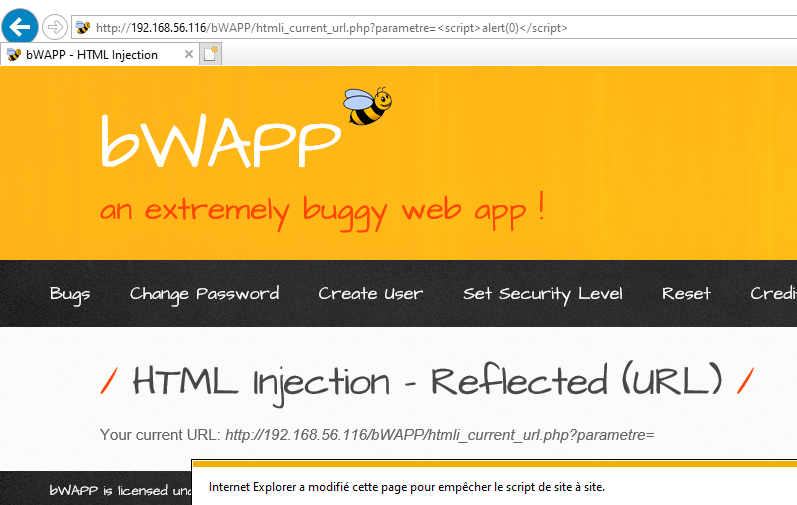 http://192.168.56.116/bWAPP/htmli_current_url.php?parametre=<script>alert(0)</script>
bWAPP - HTML Injection
bWAPP
an extremely buggy web app !
Bugs Change Password Create User Set Security Level Reset
/ HTML Injection - Reflected (URL) /
Your current URL: http://192.168.56.116/bWAPP/htmli_current_url.php?parametre=
bWAPP is licensed
Internet Explorer a modifié cette page pour empêcher le script de site à site.